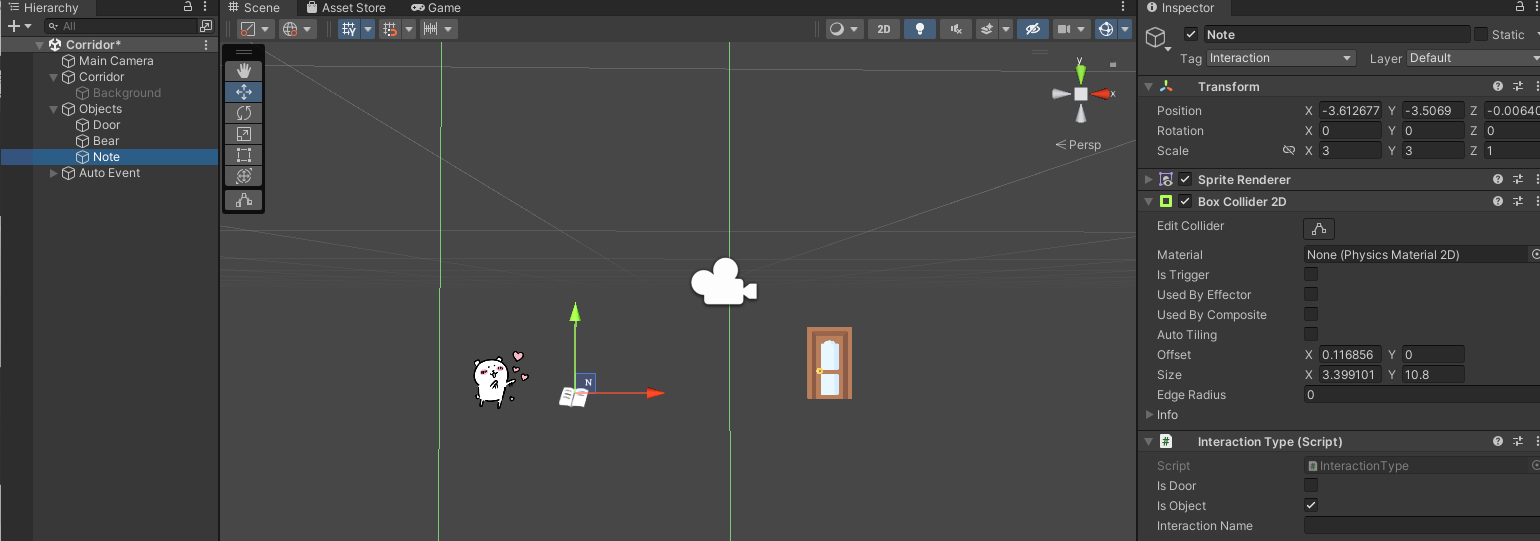 Hierarchy
All
Corridor*
Main Camera
Corridor
Background
Objects
Door
Bear
Note
Auto Event
Scene
Asset Store
Game
2D
y
x
Persp
N
Inspector
Note
Static
Tag Interaction
Layer Default
Transform
Position X -3.612677 Y -3.5069 Z -0.00640
Rotation X 0 Y 0 Z 0
Scale X 3 Y 3 Z 1
Sprite Renderer
Box Collider 2D
Edit Collider
Material None (Physics Material 2D)
Is Trigger
Used By Effector
Used By Composite
Auto Tiling
Offset X 0.116856 Y 0
Size X 3.399101 Y 10.8
Edge Radius 0
Info
# Interaction Type (Script)
Script InteractionType
Is Door
Is Object
Interaction Name